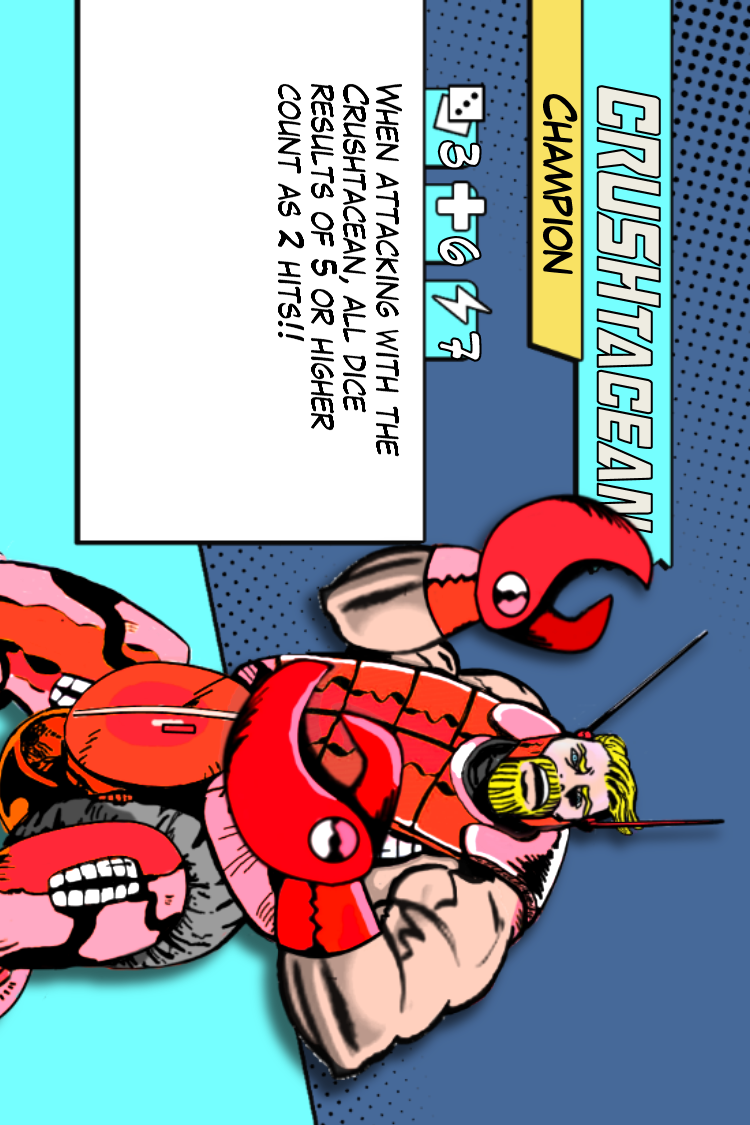 CRUSHTACEAN
CHAMPION
3 6 7
WHEN ATTACKING WITH THE
CRUSHTACEAN, ALL DICE
RESULTS OF 5 OR HIGHER
COUNT AS 2 HITS!!